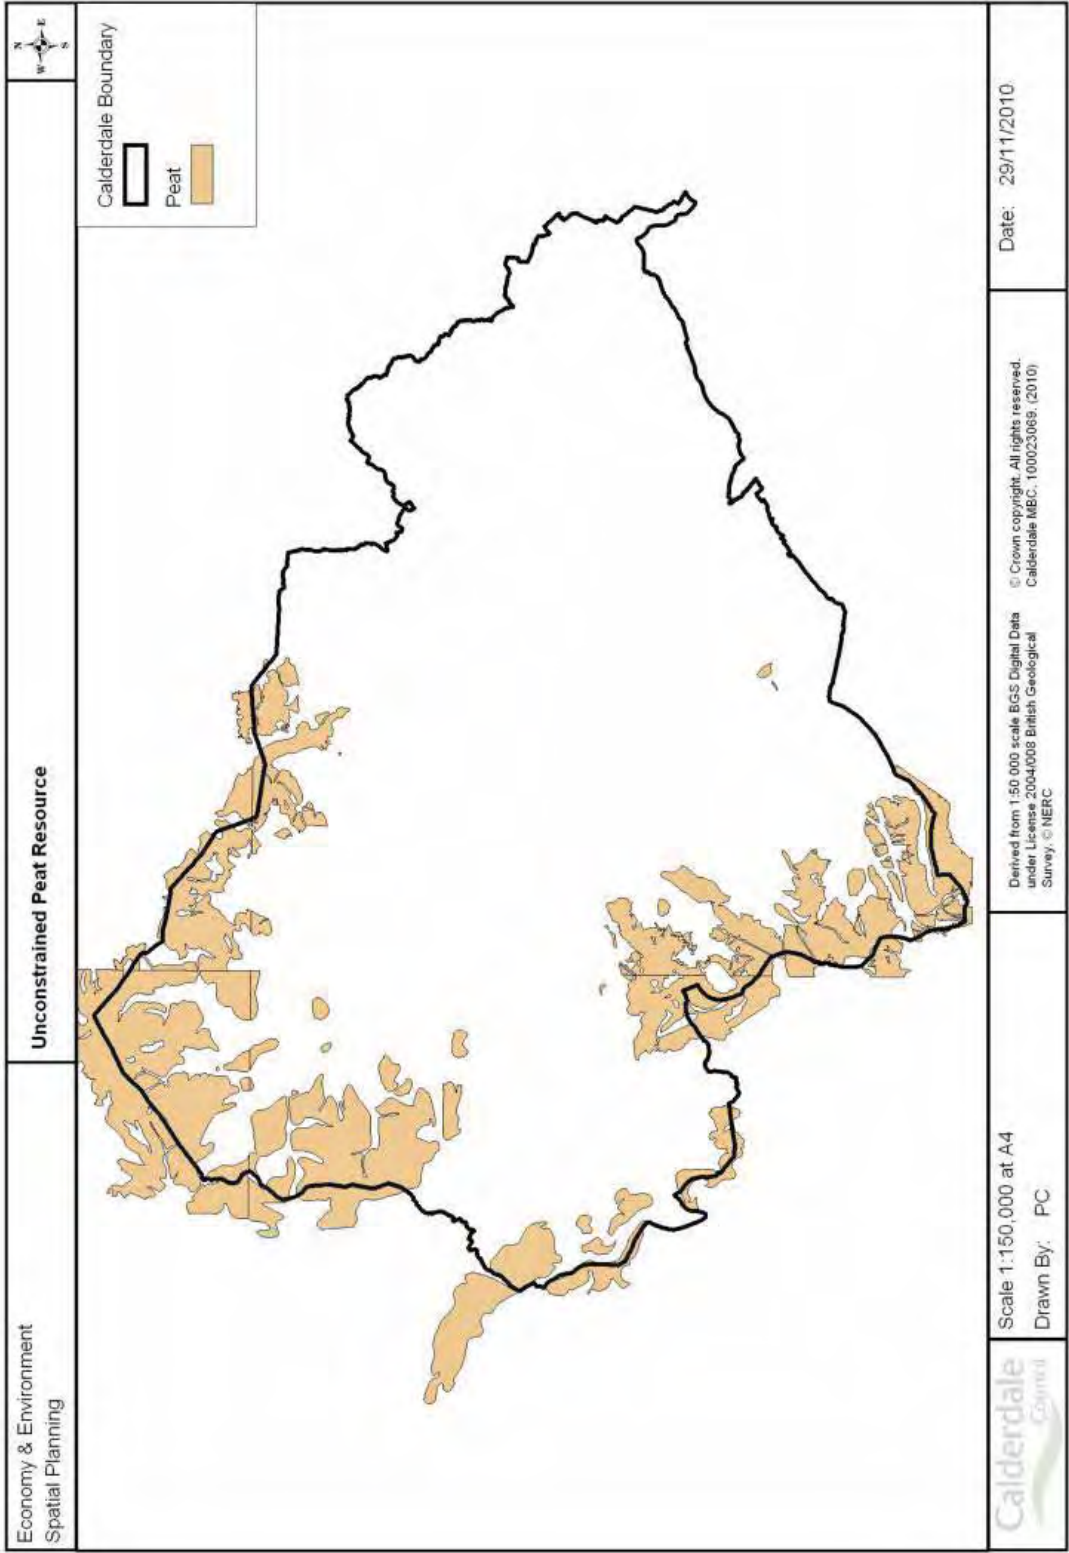 Economy & Environment
Spatial Planning
Unconstrained Peat Resource
N
W
E
S
Calderdale Boundary
Peat
Calderdale
Council
Scale 1:150,000 at A4
Drawn By: PC
Derived from 1:50 000 scale BGS Digital Data
under License 2004/008 British Geological
Survey. © NERC
© Crown copyright. All rights reserved.
Calderdale MBC. 100023069. (2010)
Date: 29/11/2010